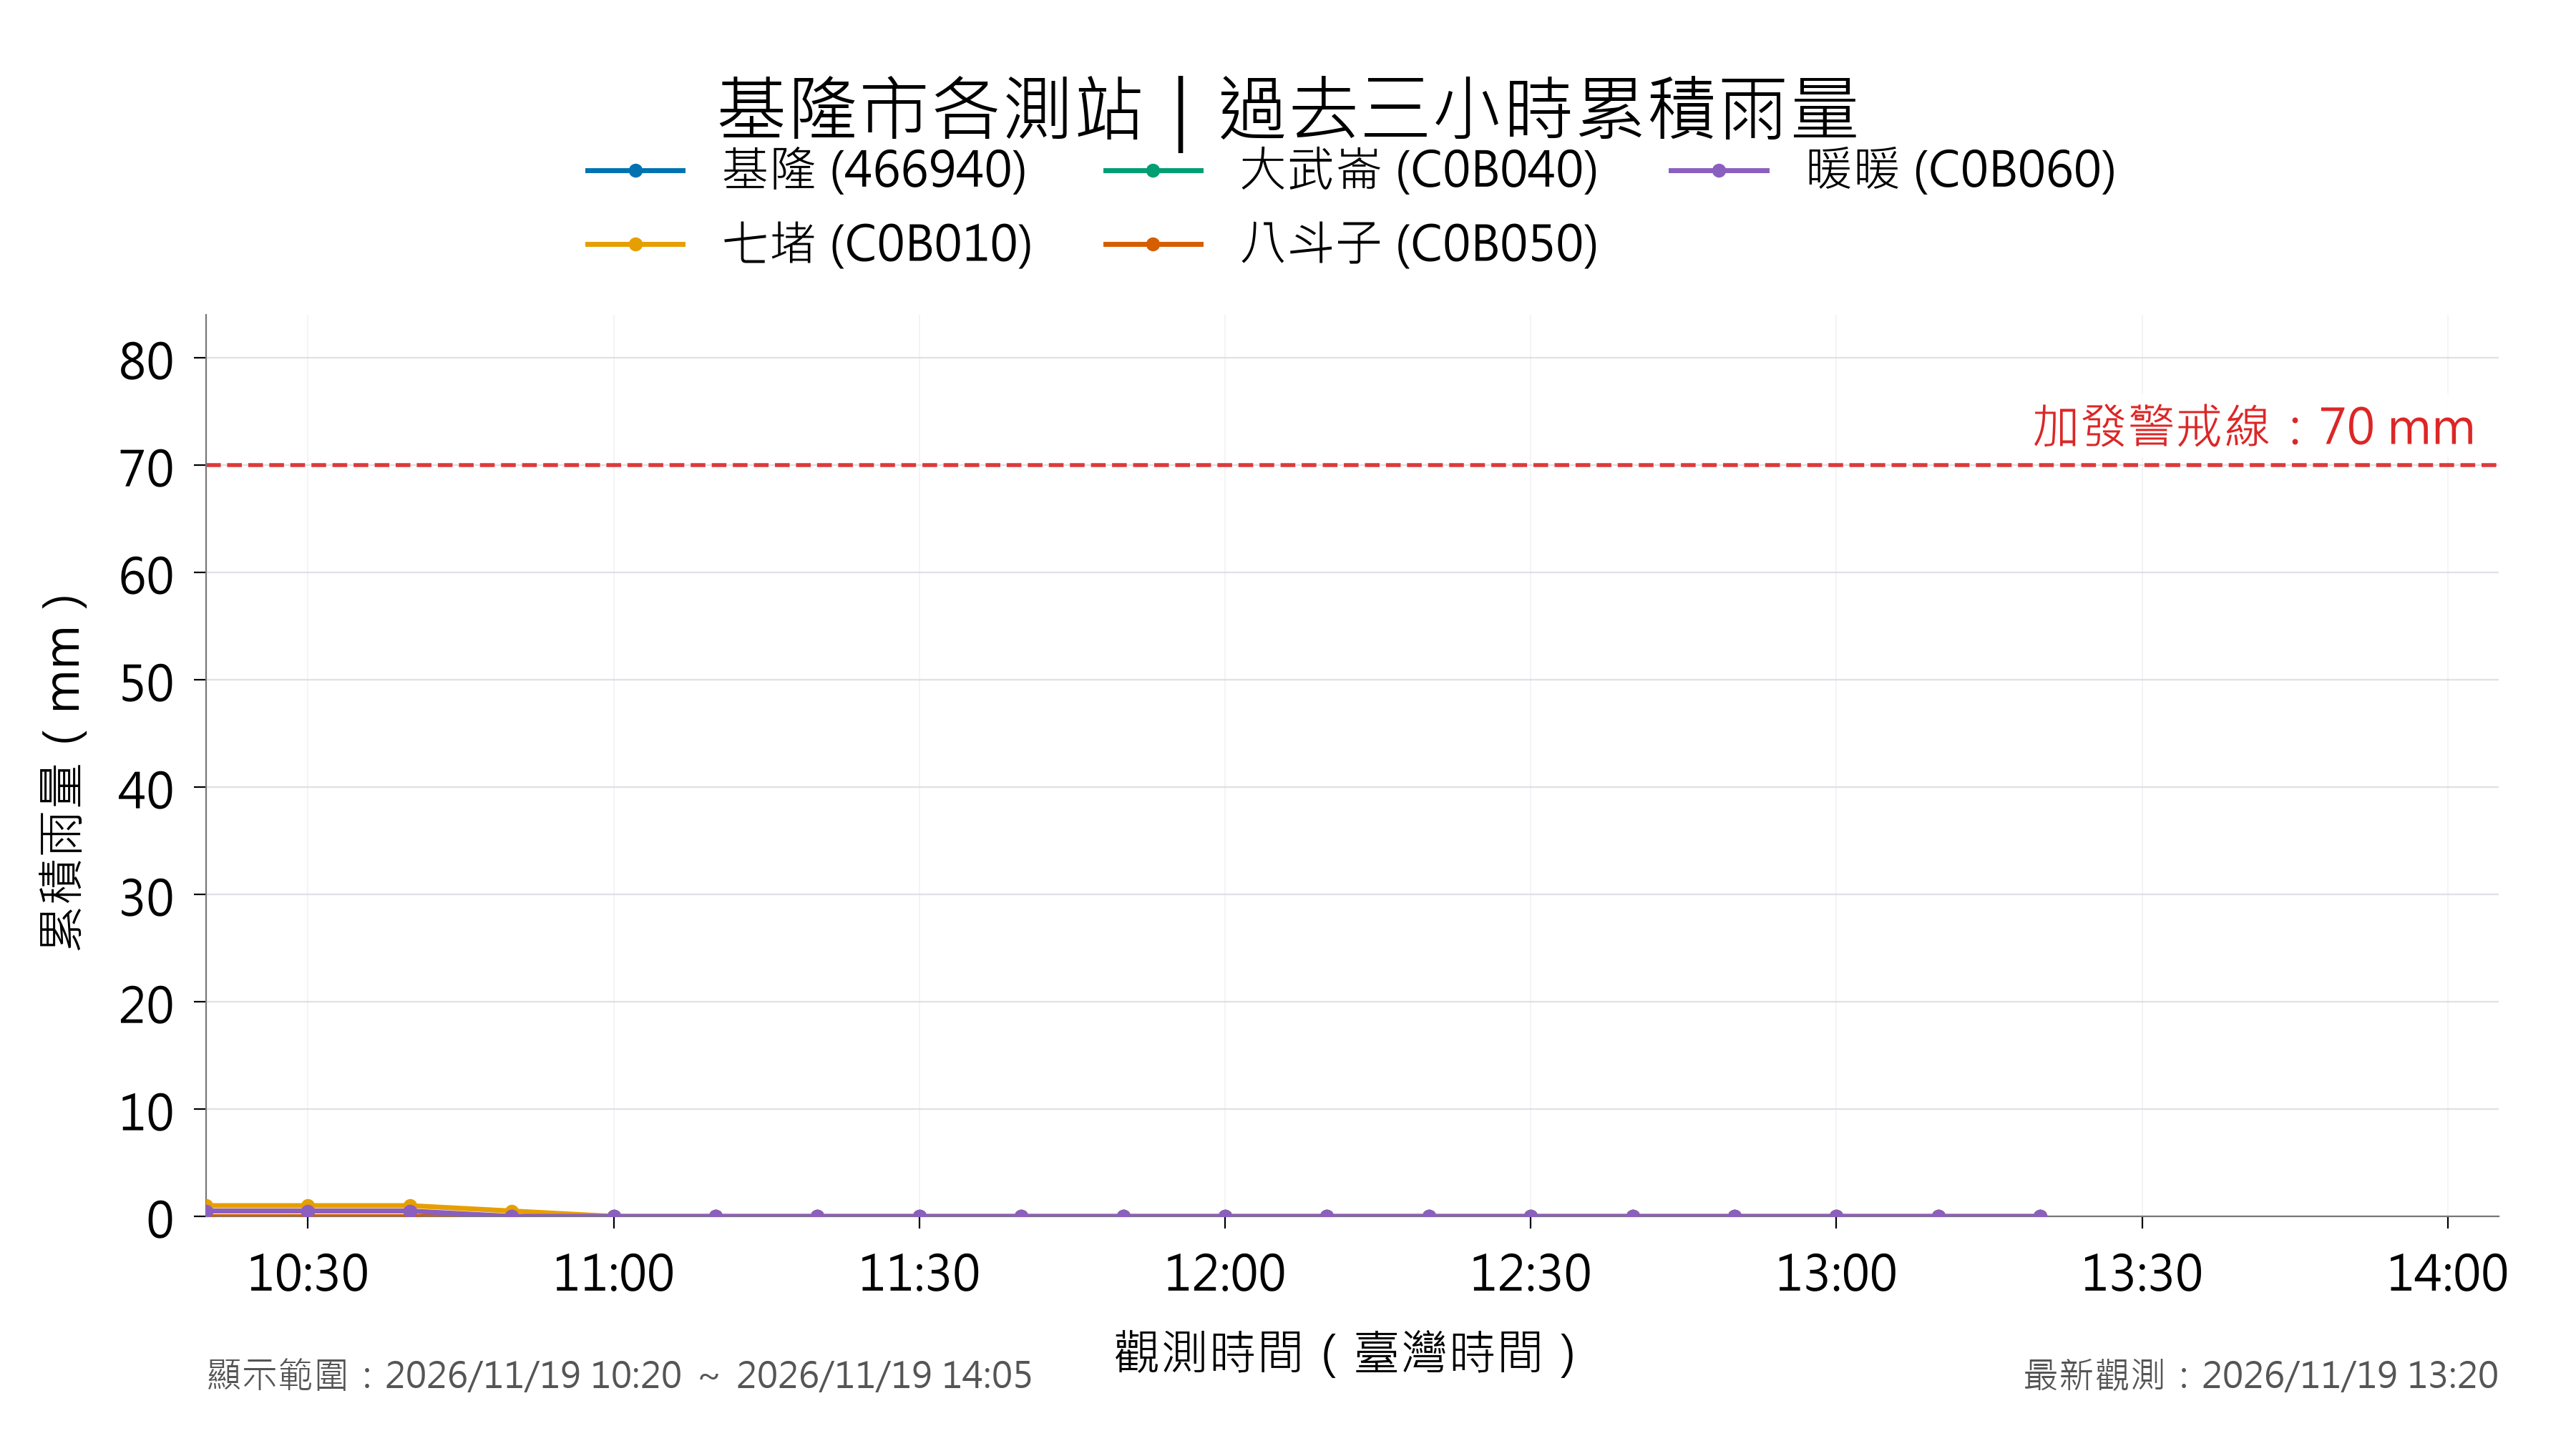 基隆市各測站｜過去三小時累積雨量
基隆 (466940)
大武崙 (C0B040)
暖暖 (C0B060)
七堵 (C0B010)
八斗子 (C0B050)
80
加發警戒線：70 mm
70
60
50
40
30
20
10
0
累積雨量（mm）
10:30 11:00 11:30 12:00 12:30 13:00 13:30 14:00
觀測時間（臺灣時間）
顯示範圍：2026/11/19 10:20 ~ 2026/11/19 14:05
最新觀測：2026/11/19 13:20